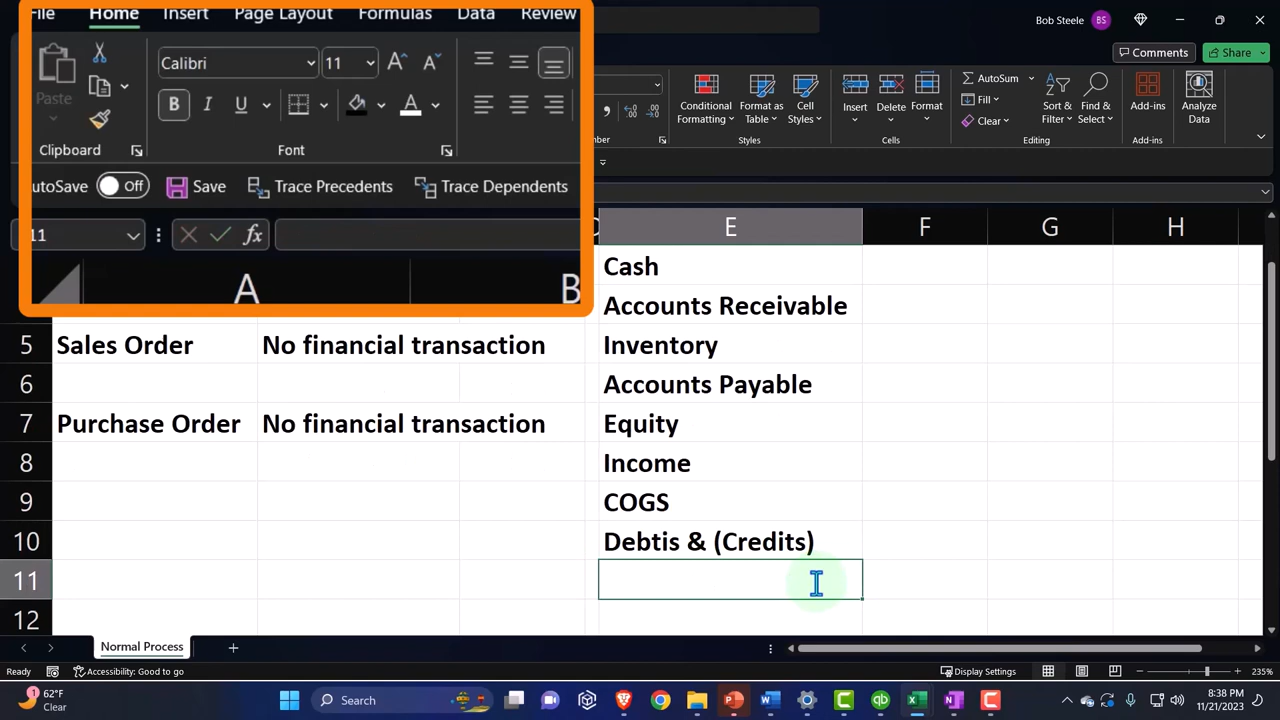 File Home Insert Page Layout Formulas Data Review
Bob Steele BS
Comments Share
Calibri 11
Paste
B I U A
Clipboard Font
Conditional Formatting Format as Table Cell Styles
Styles
Insert Delete Format
Cells
AutoSum
Fill
Clear
Sort & Filter Find & Select
Editing
Add-ins
Add-ins
Analyze Data
utoSave Off Save Trace Precedents Trace Dependents
11 fx
A B
E F G H
Cash
Accounts Receivable
5 Sales Order No financial transaction Inventory
6 Accounts Payable
7 Purchase Order No financial transaction Equity
8 Income
9 COGS
10 Debtis & (Credits)
11
12
Normal Process
Ready Accessibility: Good to go Display Settings 235%
1 62°F
Clear
Search
8:38 PM
11/21/2023